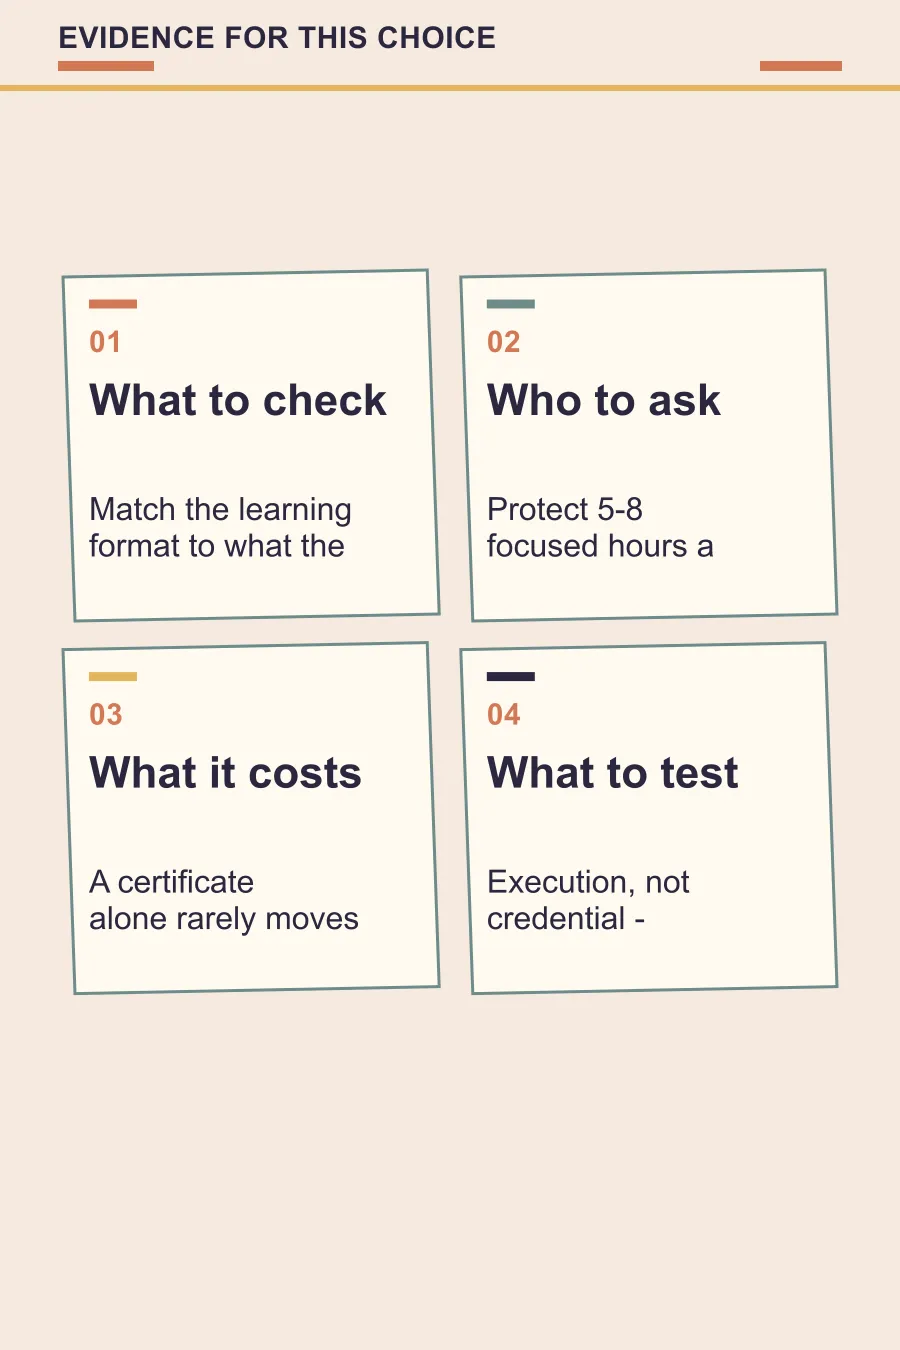 EVIDENCE FOR THIS CHOICE
01
What to check
Match the learning
format to what the
02
Who to ask
Protect 5-8
focused hours a
03
What it costs
A certificate
alone rarely moves
04
What to test
Execution, not
credential -